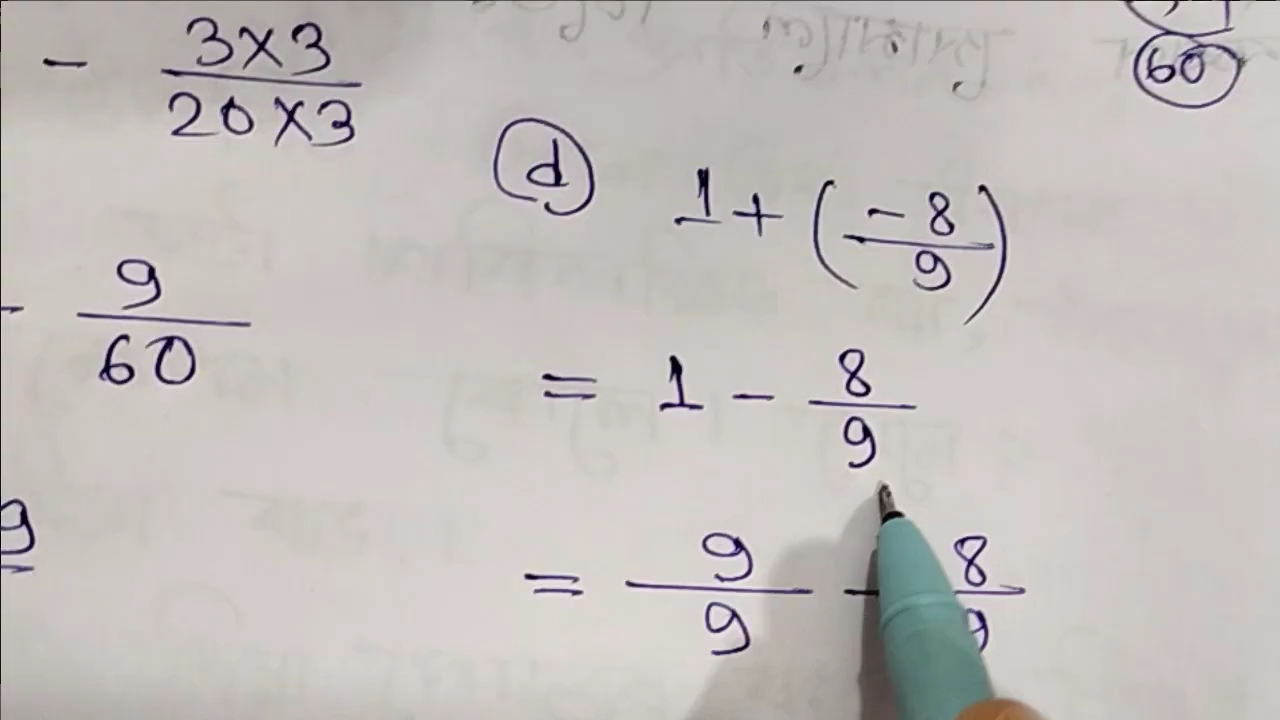 - 3×3
20×3
60
(d) 1 + (-8/9)
- 9/60
= 1 - 8/9
9
= 9/9 - 8/9